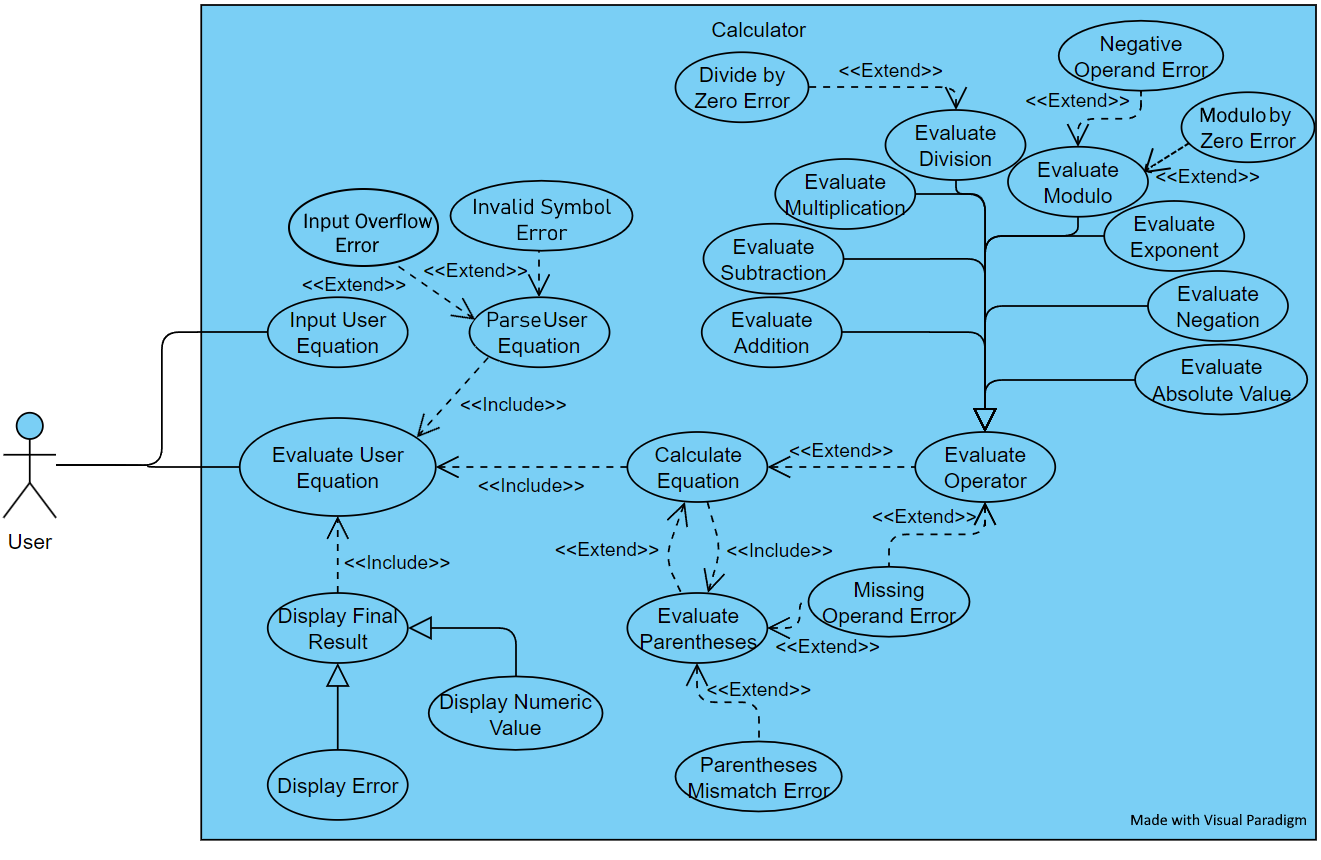 Calculator
Negative
Operand Error
Divide by
Zero Error
<<Extend>>
<<Extend>>
Modulo by
Zero Error
<<Extend>>
Evaluate
Division
Evaluate
Modulo
Evaluate
Multiplication
Evaluate
Exponent
Evaluate
Subtraction
Evaluate
Negation
Evaluate
Addition
Evaluate
Absolute Value
Input Overflow
Error
Invalid Symbol
Error
<<Extend>>
<<Extend>>
Input User
Equation
Parse User
Equation
<<Include>>
User
Evaluate User
Equation
<<Include>>
Calculate
Equation
<<Extend>>
Evaluate
Operator
<<Extend>>
<<Extend>>
<<Include>>
<<Include>>
Missing
Operand Error
Display Final
Result
Evaluate
Parentheses
<<Extend>>
<<Extend>>
Display Numeric
Value
Display Error
Parentheses
Mismatch Error
Made with Visual Paradigm